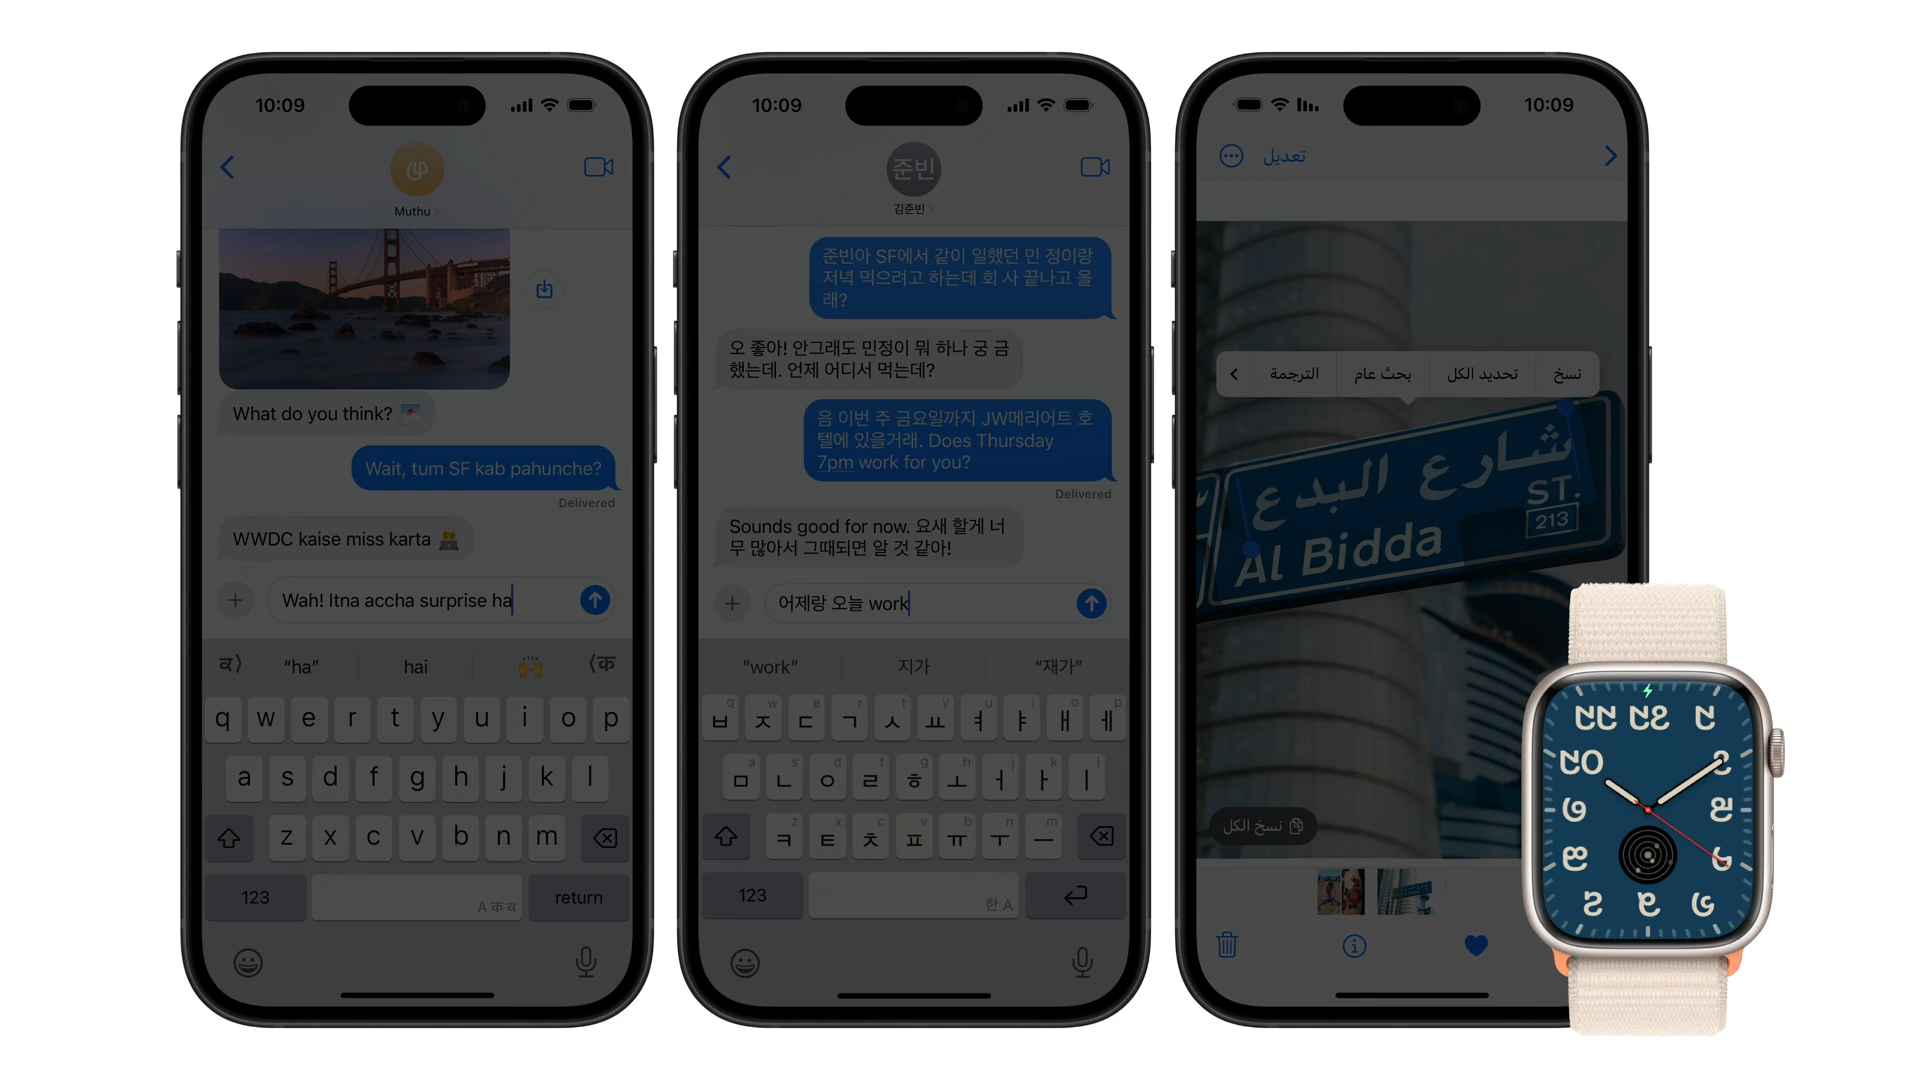 10:09
மு
Muthu
What do you think?
Wait, tum SF kab pahunche?
Delivered
WWDC kaise miss karta
Wah! Itna accha surprise ha
“ha” hai क
q w e r t y u i o p
a s d f g h j k l
z x c v b n m
123 A क return
10:09
준빈
김준빈
준빈아 SF에서 같이 일했던 민 정이랑
저녁 먹으려고 하는데 회 사 끝나고 올
래?
오 좋아! 안그래도 민정이 뭐 하나 궁 금
했는데. 언제 어디서 먹는데?
음 이번 주 금요일까지 JW메리어트 호
텔에 있을거래. Does Thursday
7pm work for you?
Delivered
Sounds good for now. 요새 할게 너
무 많아서 그때되면 알 것 같아!
어제랑 오늘 work
“work” 지가 “재가”
q w e r t y u i o p
ㅂ ㅈ ㄷ ㄱ ㅅ ㅛ ㅕ ㅑ ㅐ ㅔ
a s d f g h j k l
ㅁ ㄴ ㅇ ㄹ ㅎ ㅗ ㅓ ㅏ ㅣ
z x c v b n m
ㅋ ㅌ ㅊ ㅍ ㅠ ㅜ ㅡ
123 한 A
10:09
تعديل
نسخ تحديد الكل بحث عام الترجمة
شارع البدع
ST.
213
Al Bidda
نسخ الكل